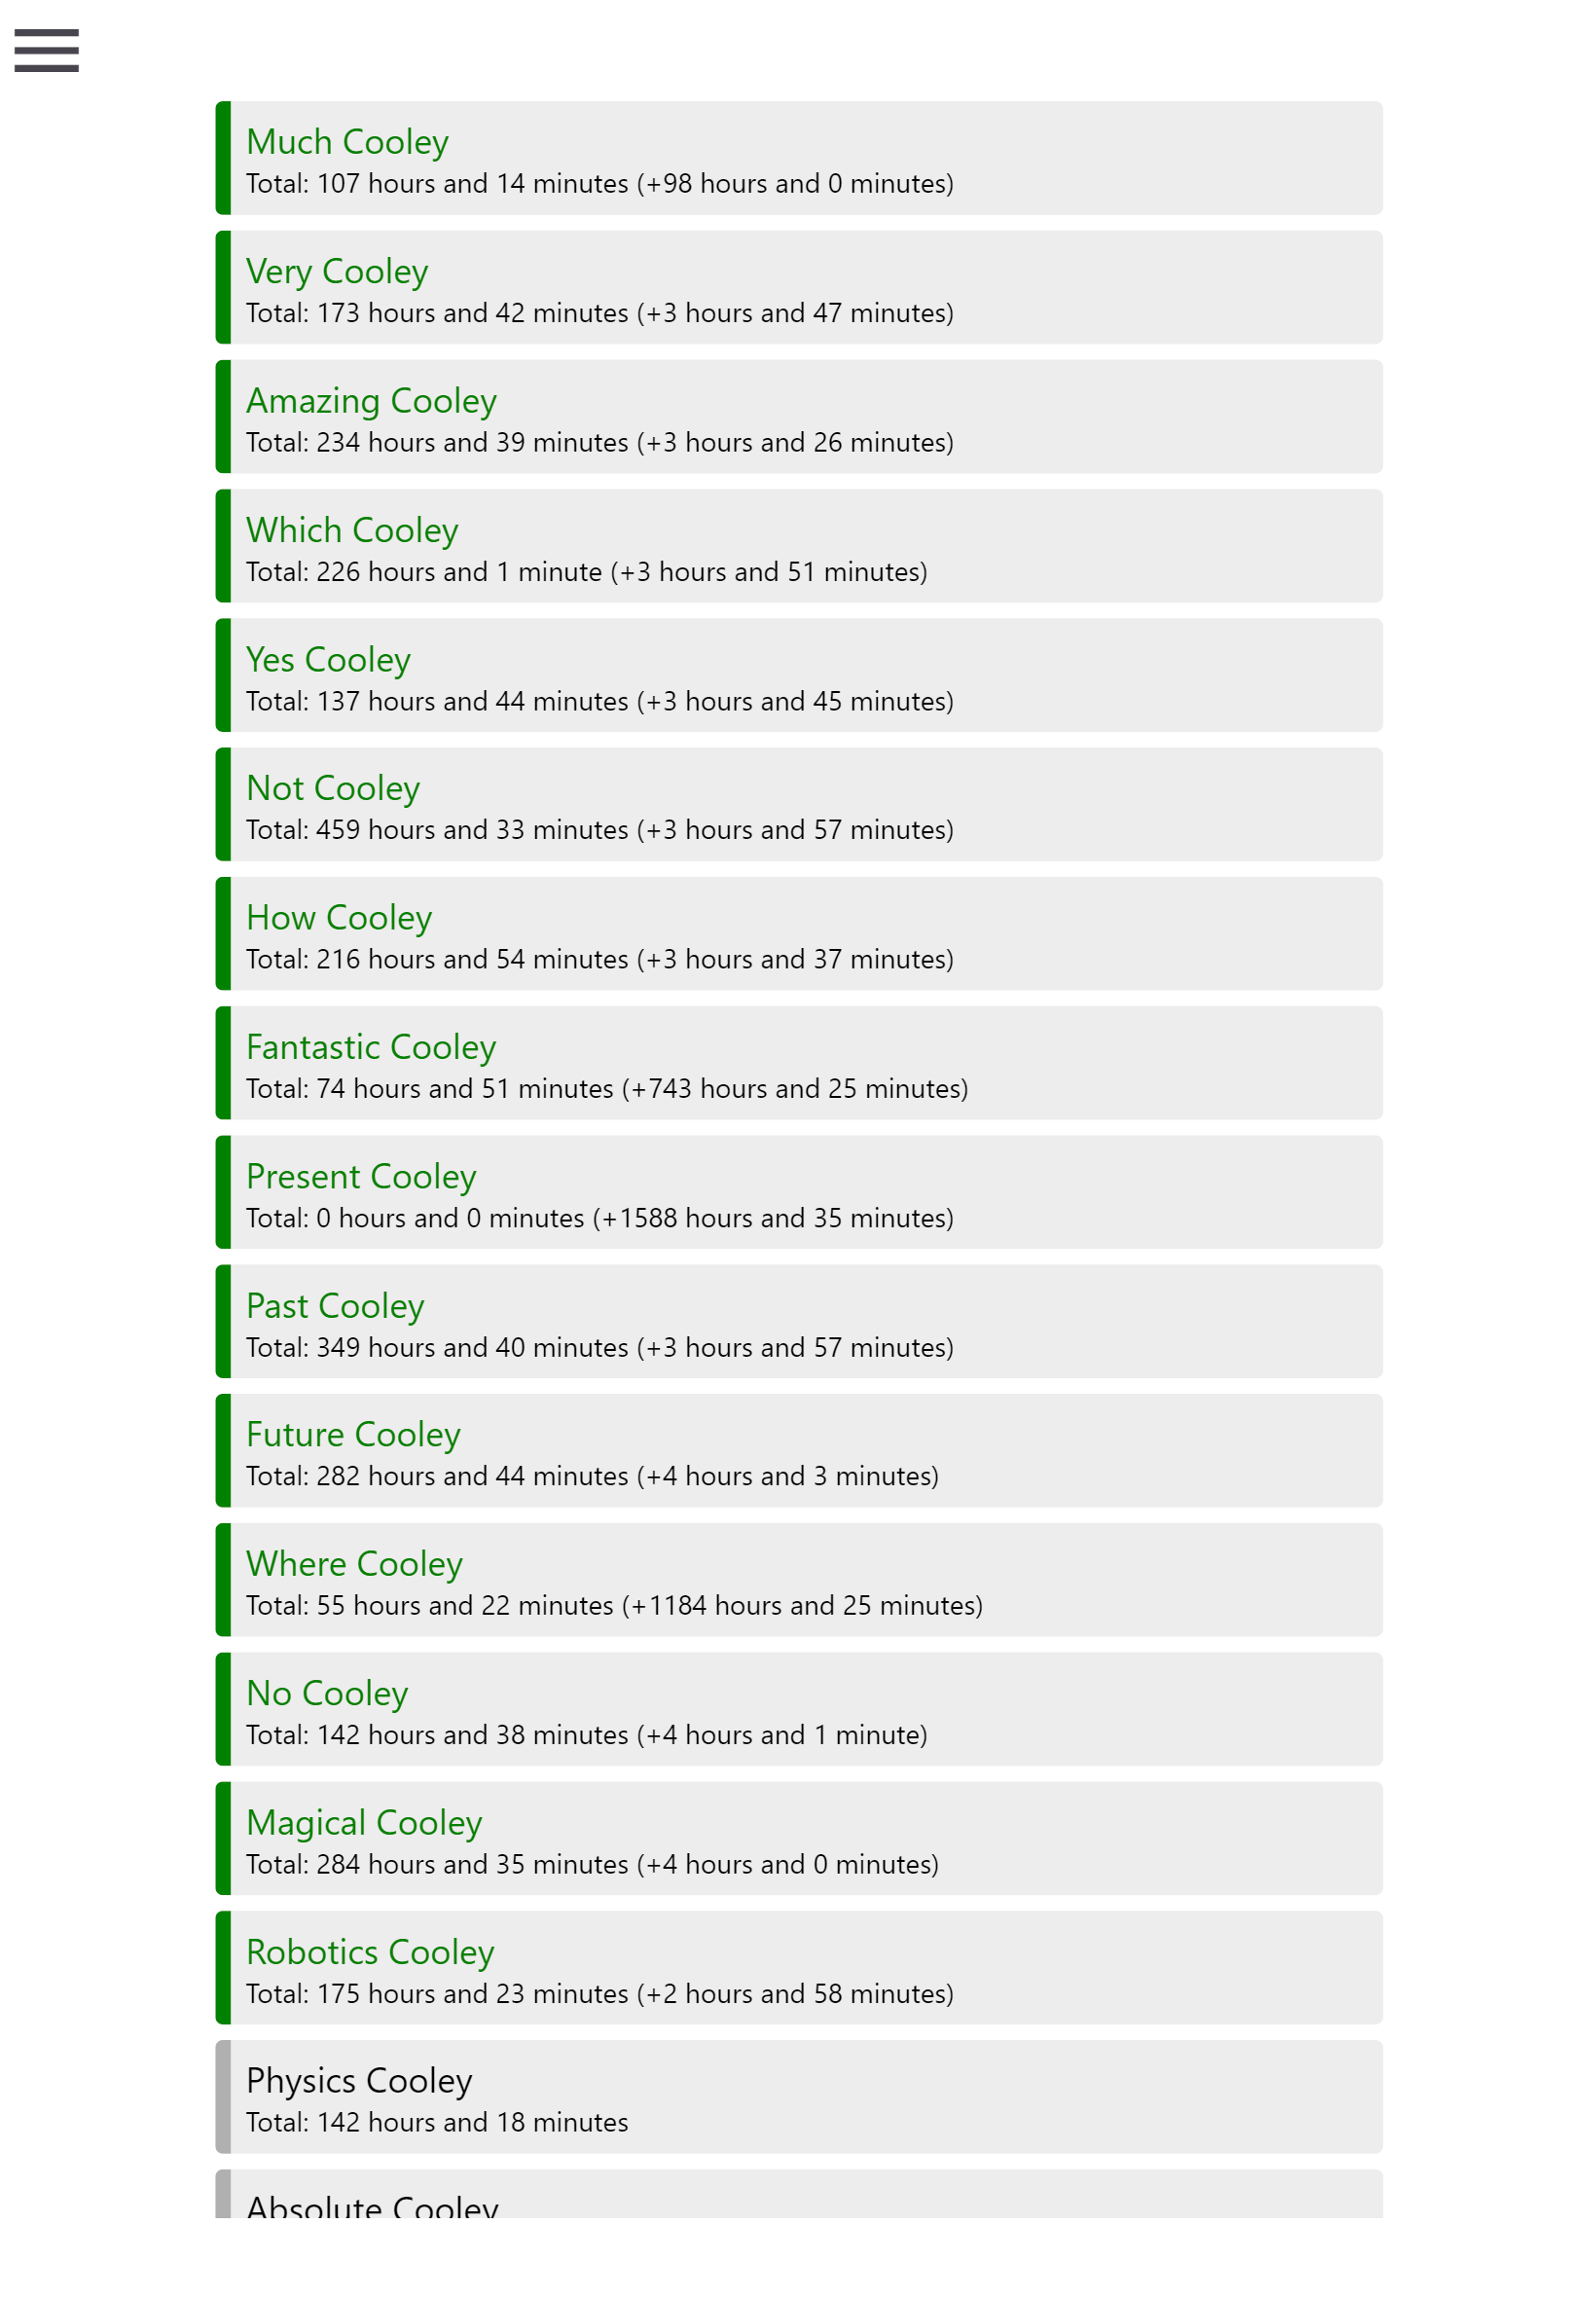 Much Cooley
Total: 107 hours and 14 minutes (+98 hours and 0 minutes)
Very Cooley
Total: 173 hours and 42 minutes (+3 hours and 47 minutes)
Amazing Cooley
Total: 234 hours and 39 minutes (+3 hours and 26 minutes)
Which Cooley
Total: 226 hours and 1 minute (+3 hours and 51 minutes)
Yes Cooley
Total: 137 hours and 44 minutes (+3 hours and 45 minutes)
Not Cooley
Total: 459 hours and 33 minutes (+3 hours and 57 minutes)
How Cooley
Total: 216 hours and 54 minutes (+3 hours and 37 minutes)
Fantastic Cooley
Total: 74 hours and 51 minutes (+743 hours and 25 minutes)
Present Cooley
Total: 0 hours and 0 minutes (+1588 hours and 35 minutes)
Past Cooley
Total: 349 hours and 40 minutes (+3 hours and 57 minutes)
Future Cooley
Total: 282 hours and 44 minutes (+4 hours and 3 minutes)
Where Cooley
Total: 55 hours and 22 minutes (+1184 hours and 25 minutes)
No Cooley
Total: 142 hours and 38 minutes (+4 hours and 1 minute)
Magical Cooley
Total: 284 hours and 35 minutes (+4 hours and 0 minutes)
Robotics Cooley
Total: 175 hours and 23 minutes (+2 hours and 58 minutes)
Physics Cooley
Total: 142 hours and 18 minutes
Absolute Cooley